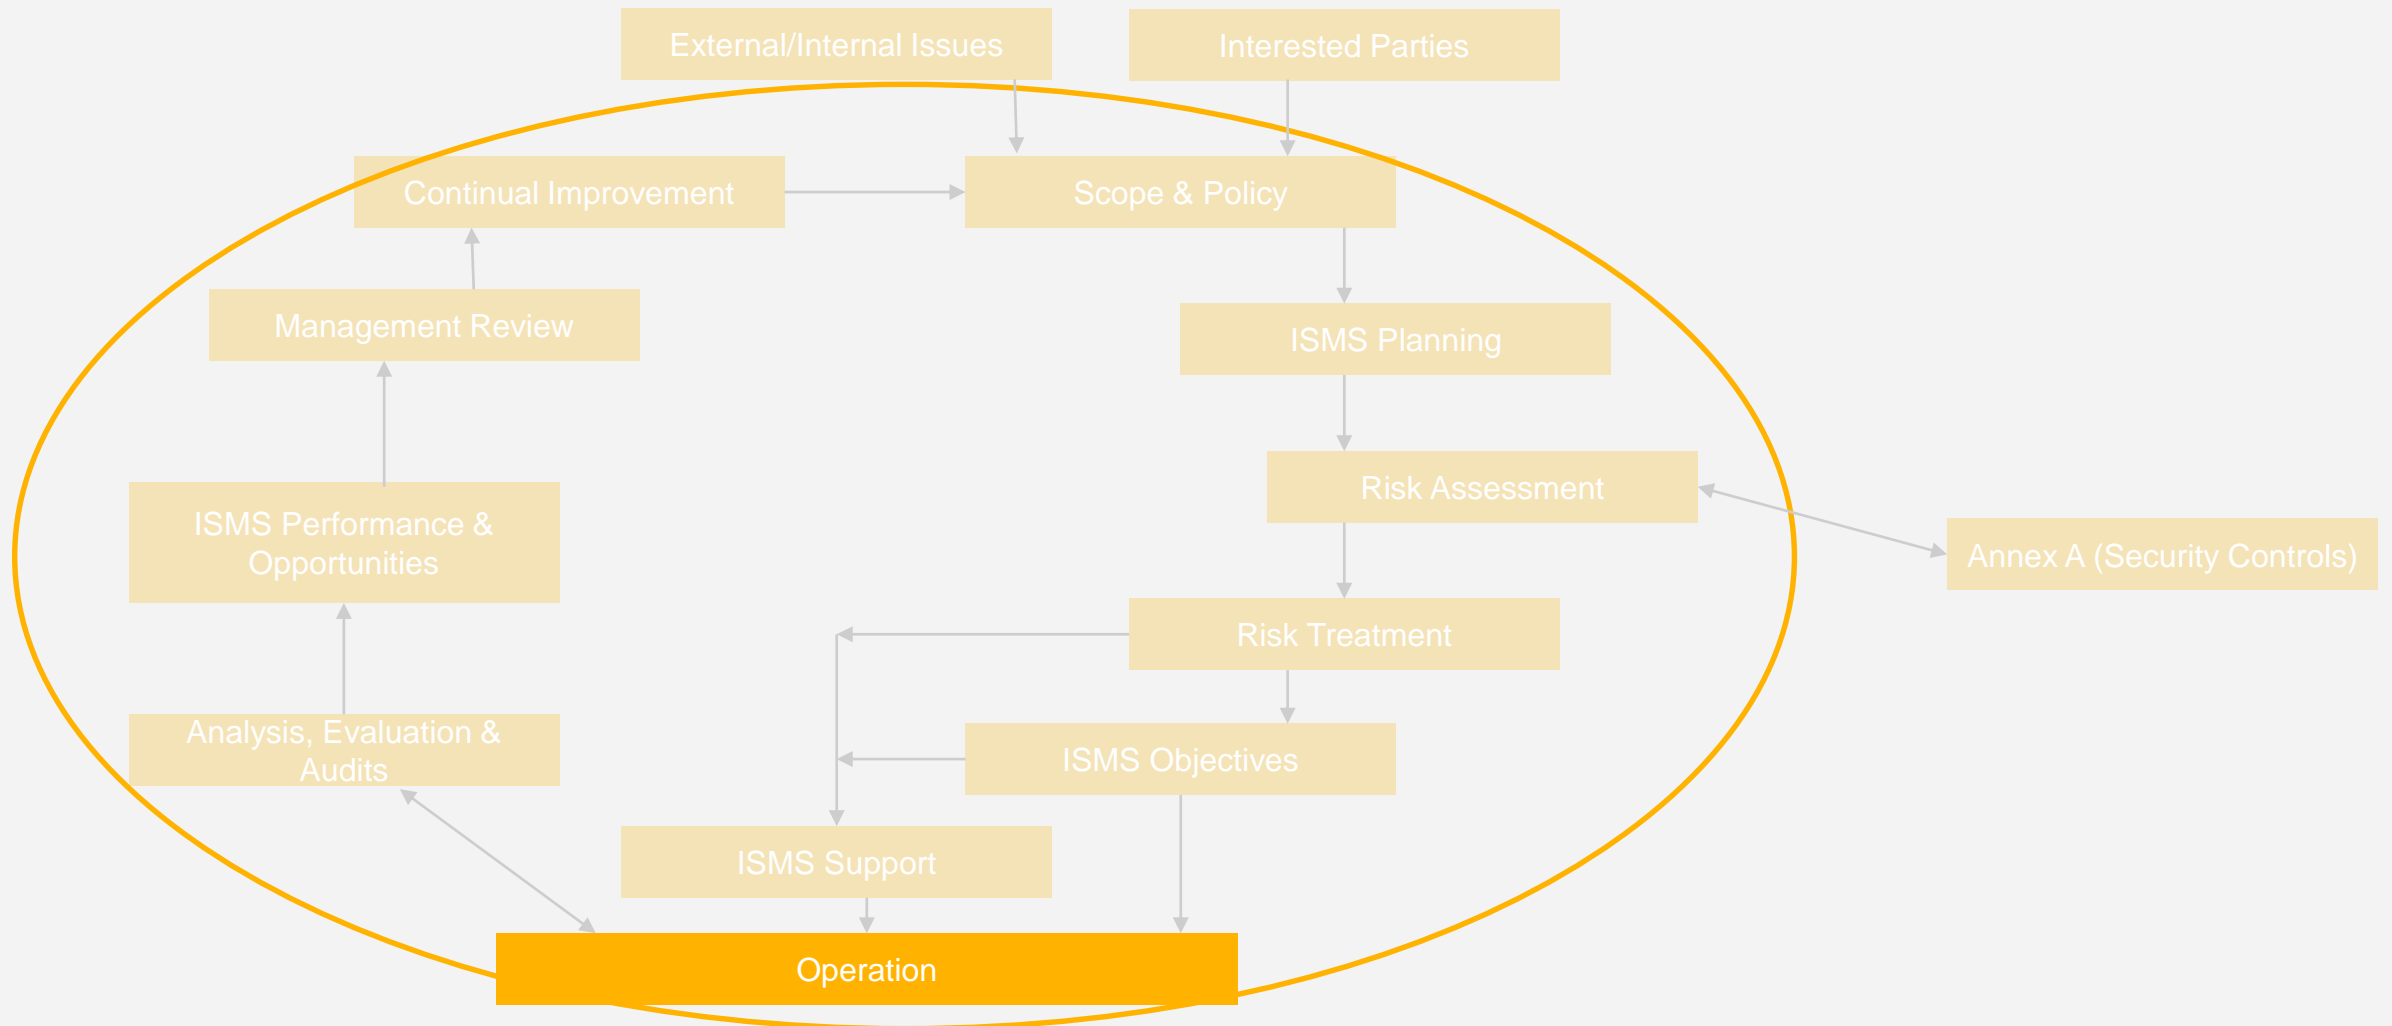 External/Internal Issues
Interested Parties
Continual Improvement
Scope & Policy
Management Review
ISMS Planning
Risk Assessment
ISMS Performance &
Opportunities
Annex A (Security Controls)
Risk Treatment
Analysis, Evaluation &
Audits
ISMS Objectives
ISMS Support
Operation